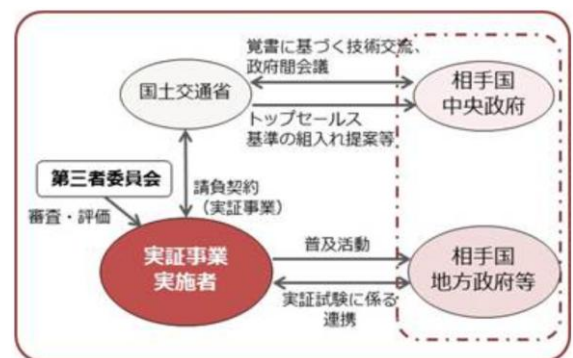 覚書に基づく技術交流、
政府間会議
国土交通省
相手国
中央政府
トップセールス
基準の組入れ提案等
第三者委員会
請負契約
（実証事業）
審査・評価
実証事業
実施者
普及活動
相手国
地方政府等
実証試験に係る
連携